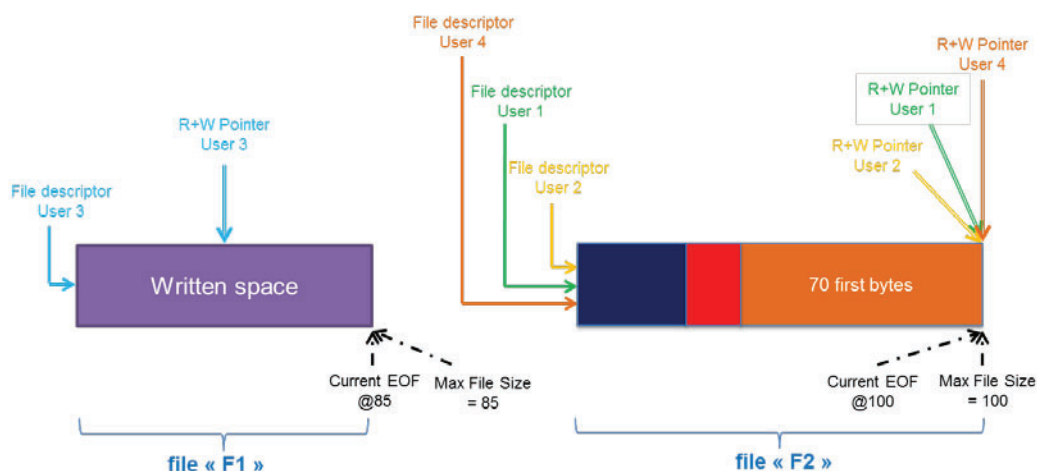 File descriptor
User 4
R+W Pointer
User 4
File descriptor
User 1
R+W Pointer
User 1
R+W Pointer
User 3
R+W Pointer
User 2
File descriptor
User 2
File descriptor
User 3
Written space
70 first bytes
Current EOF
@85
Max File Size
= 85
Current EOF
@100
Max File Size
= 100
file « F1 »
file « F2 »